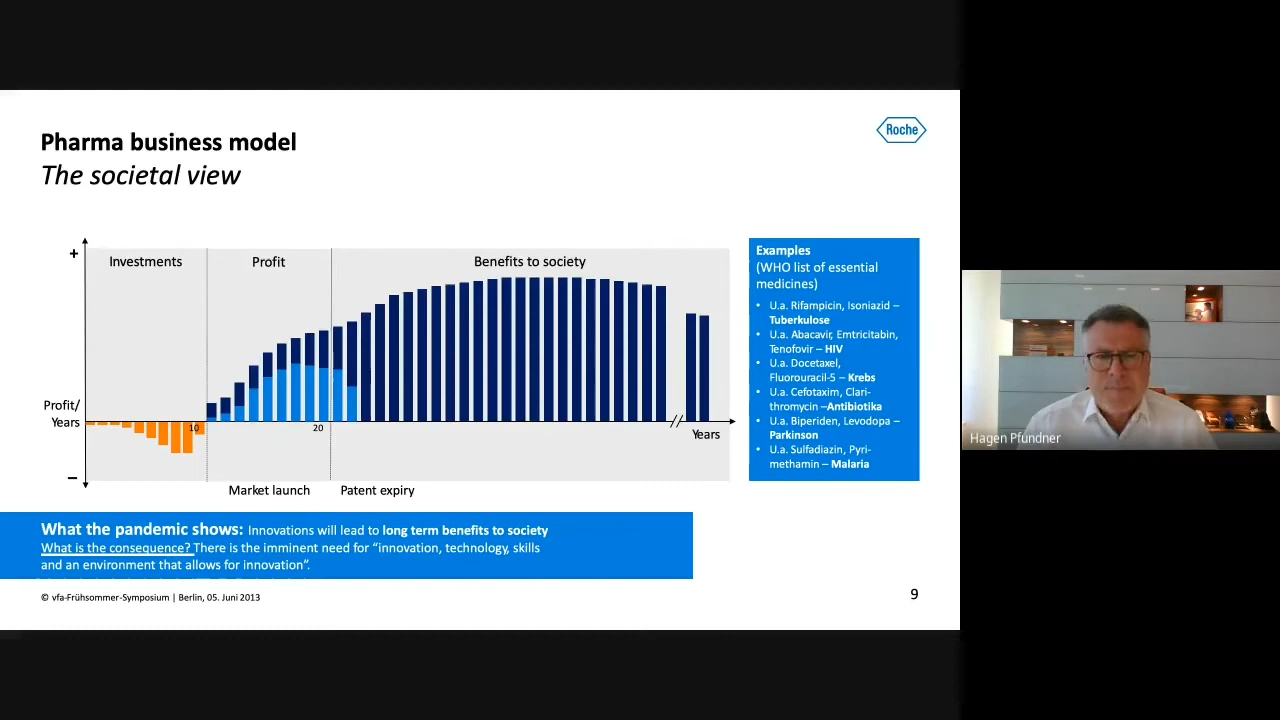 Pharma business model
The societal view
Roche
+
Investments
Profit
Benefits to society
Profit/
Years
10
20
Years
–
Market launch
Patent expiry
Examples
(WHO list of essential
medicines)
• U.a. Rifampicin, Isoniazid –
Tuberkulose
• U.a. Abacavir, Emtricitabin,
Tenofovir – HIV
• U.a. Docetaxel,
Fluorouracil-5 – Krebs
• U.a. Cefotaxim, Clari-
thromycin –Antibiotika
• U.a. Biperiden, Levodopa –
Parkinson
• U.a. Sulfadiazin, Pyri-
methamin – Malaria
What the pandemic shows: Innovations will lead to long term benefits to society
What is the consequence? There is the imminent need for “innovation, technology, skills
and an environment that allows for innovation”.
© vfa-Frühsommer-Symposium | Berlin, 05. Juni 2013
9
Hagen Pfundner